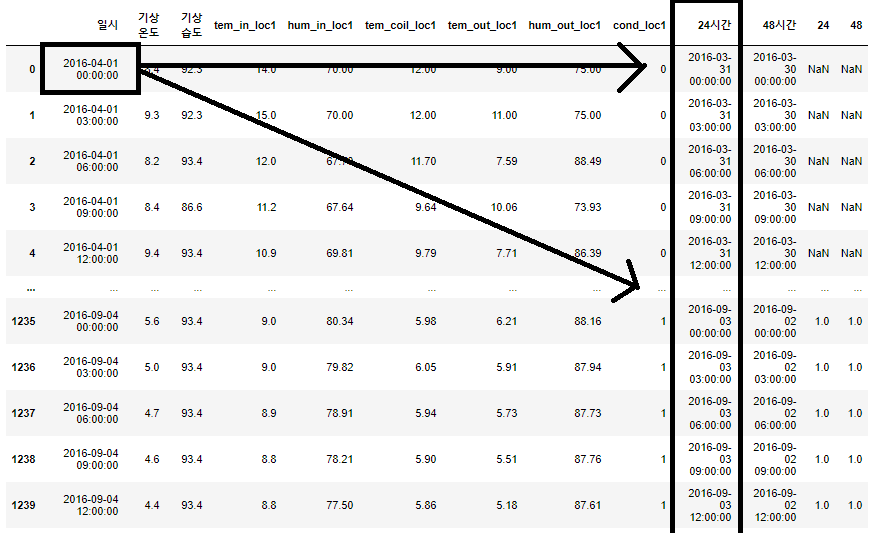 일시 기상 온도 기상 습도 tem_in_loc1 hum_in_loc1 tem_coil_loc1 tem_out_loc1 hum_out_loc1 cond_loc1 24시간 48시간 24 48
0 2016-04-01 00:00:00 92.3 14.0 70.00 12.00 9.00 75.00 0 2016-03-31 00:00:00 2016-03-30 00:00:00 NaN NaN
1 2016-04-01 03:00:00 9.3 92.3 15.0 70.00 12.00 11.00 75.00 0 2016-03-31 03:00:00 2016-03-30 03:00:00 NaN NaN
2 2016-04-01 06:00:00 8.2 93.4 12.0 11.70 7.59 88.49 0 2016-03-31 06:00:00 2016-03-30 06:00:00 NaN NaN
3 2016-04-01 09:00:00 8.4 86.6 11.2 67.64 9.64 10.06 73.93 0 2016-03-31 09:00:00 2016-03-30 09:00:00 NaN NaN
4 2016-04-01 12:00:00 9.4 93.4 10.9 69.81 9.79 7.71 86.39 0 2016-03-31 12:00:00 2016-03-30 12:00:00 NaN NaN
... ... ... ... ... ... ... ... ... ... ... ... ... ...
1235 2016-09-04 00:00:00 5.6 93.4 9.0 80.34 5.98 6.21 88.16 1 2016-09-03 00:00:00 2016-09-02 00:00:00 1.0 1.0
1236 2016-09-04 03:00:00 5.0 93.4 9.0 79.82 6.05 5.91 87.94 1 2016-09-03 03:00:00 2016-09-02 03:00:00 1.0 1.0
1237 2016-09-04 06:00:00 4.7 93.4 8.9 78.91 5.94 5.73 87.73 1 2016-09-03 06:00:00 2016-09-02 06:00:00 1.0 1.0
1238 2016-09-04 09:00:00 4.6 93.4 8.8 78.21 5.90 5.51 87.76 1 2016-09-03 09:00:00 2016-09-02 09:00:00 1.0 1.0
1239 2016-09-04 12:00:00 4.4 93.4 8.8 77.50 5.86 5.18 87.61 1 2016-09-03 12:00:00 2016-09-02 12:00:00 1.0 1.0